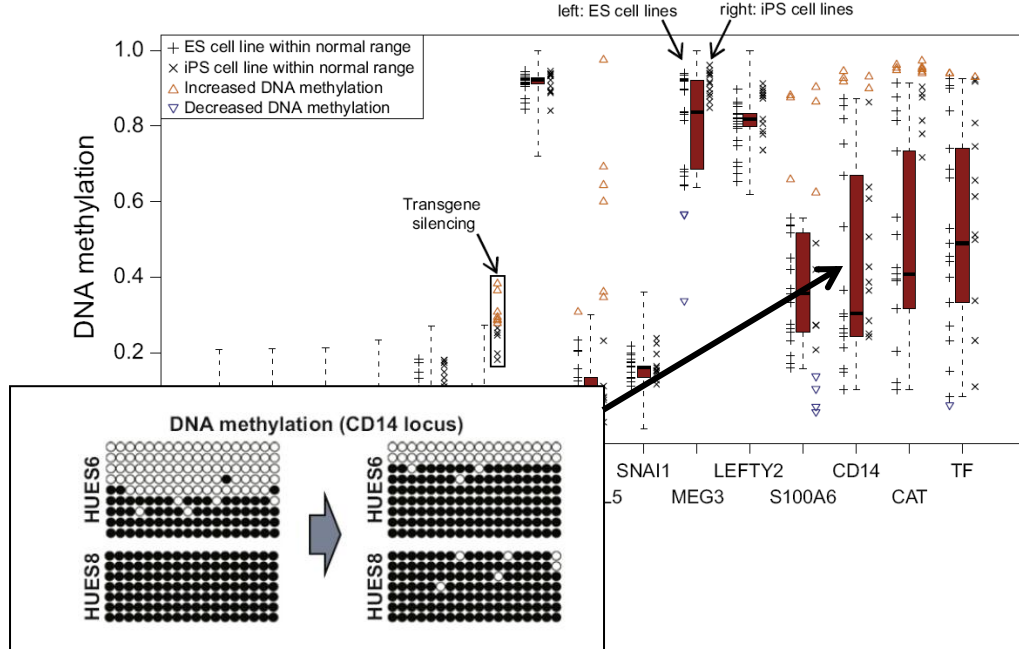 left: ES cell lines
right: iPS cell lines
ES cell line within normal range
iPS cell line within normal range
Increased DNA methylation
Decreased DNA methylation
1.0
0.8
0.6
0.4
0.2
DNA methylation
Transgene
silencing
DNA methylation (CD14 locus)
HUES6
HUES6
HUES8
HUES8
SNAI1
LEFTY2
CD14
TF
L5
MEG3
S100A6
CAT